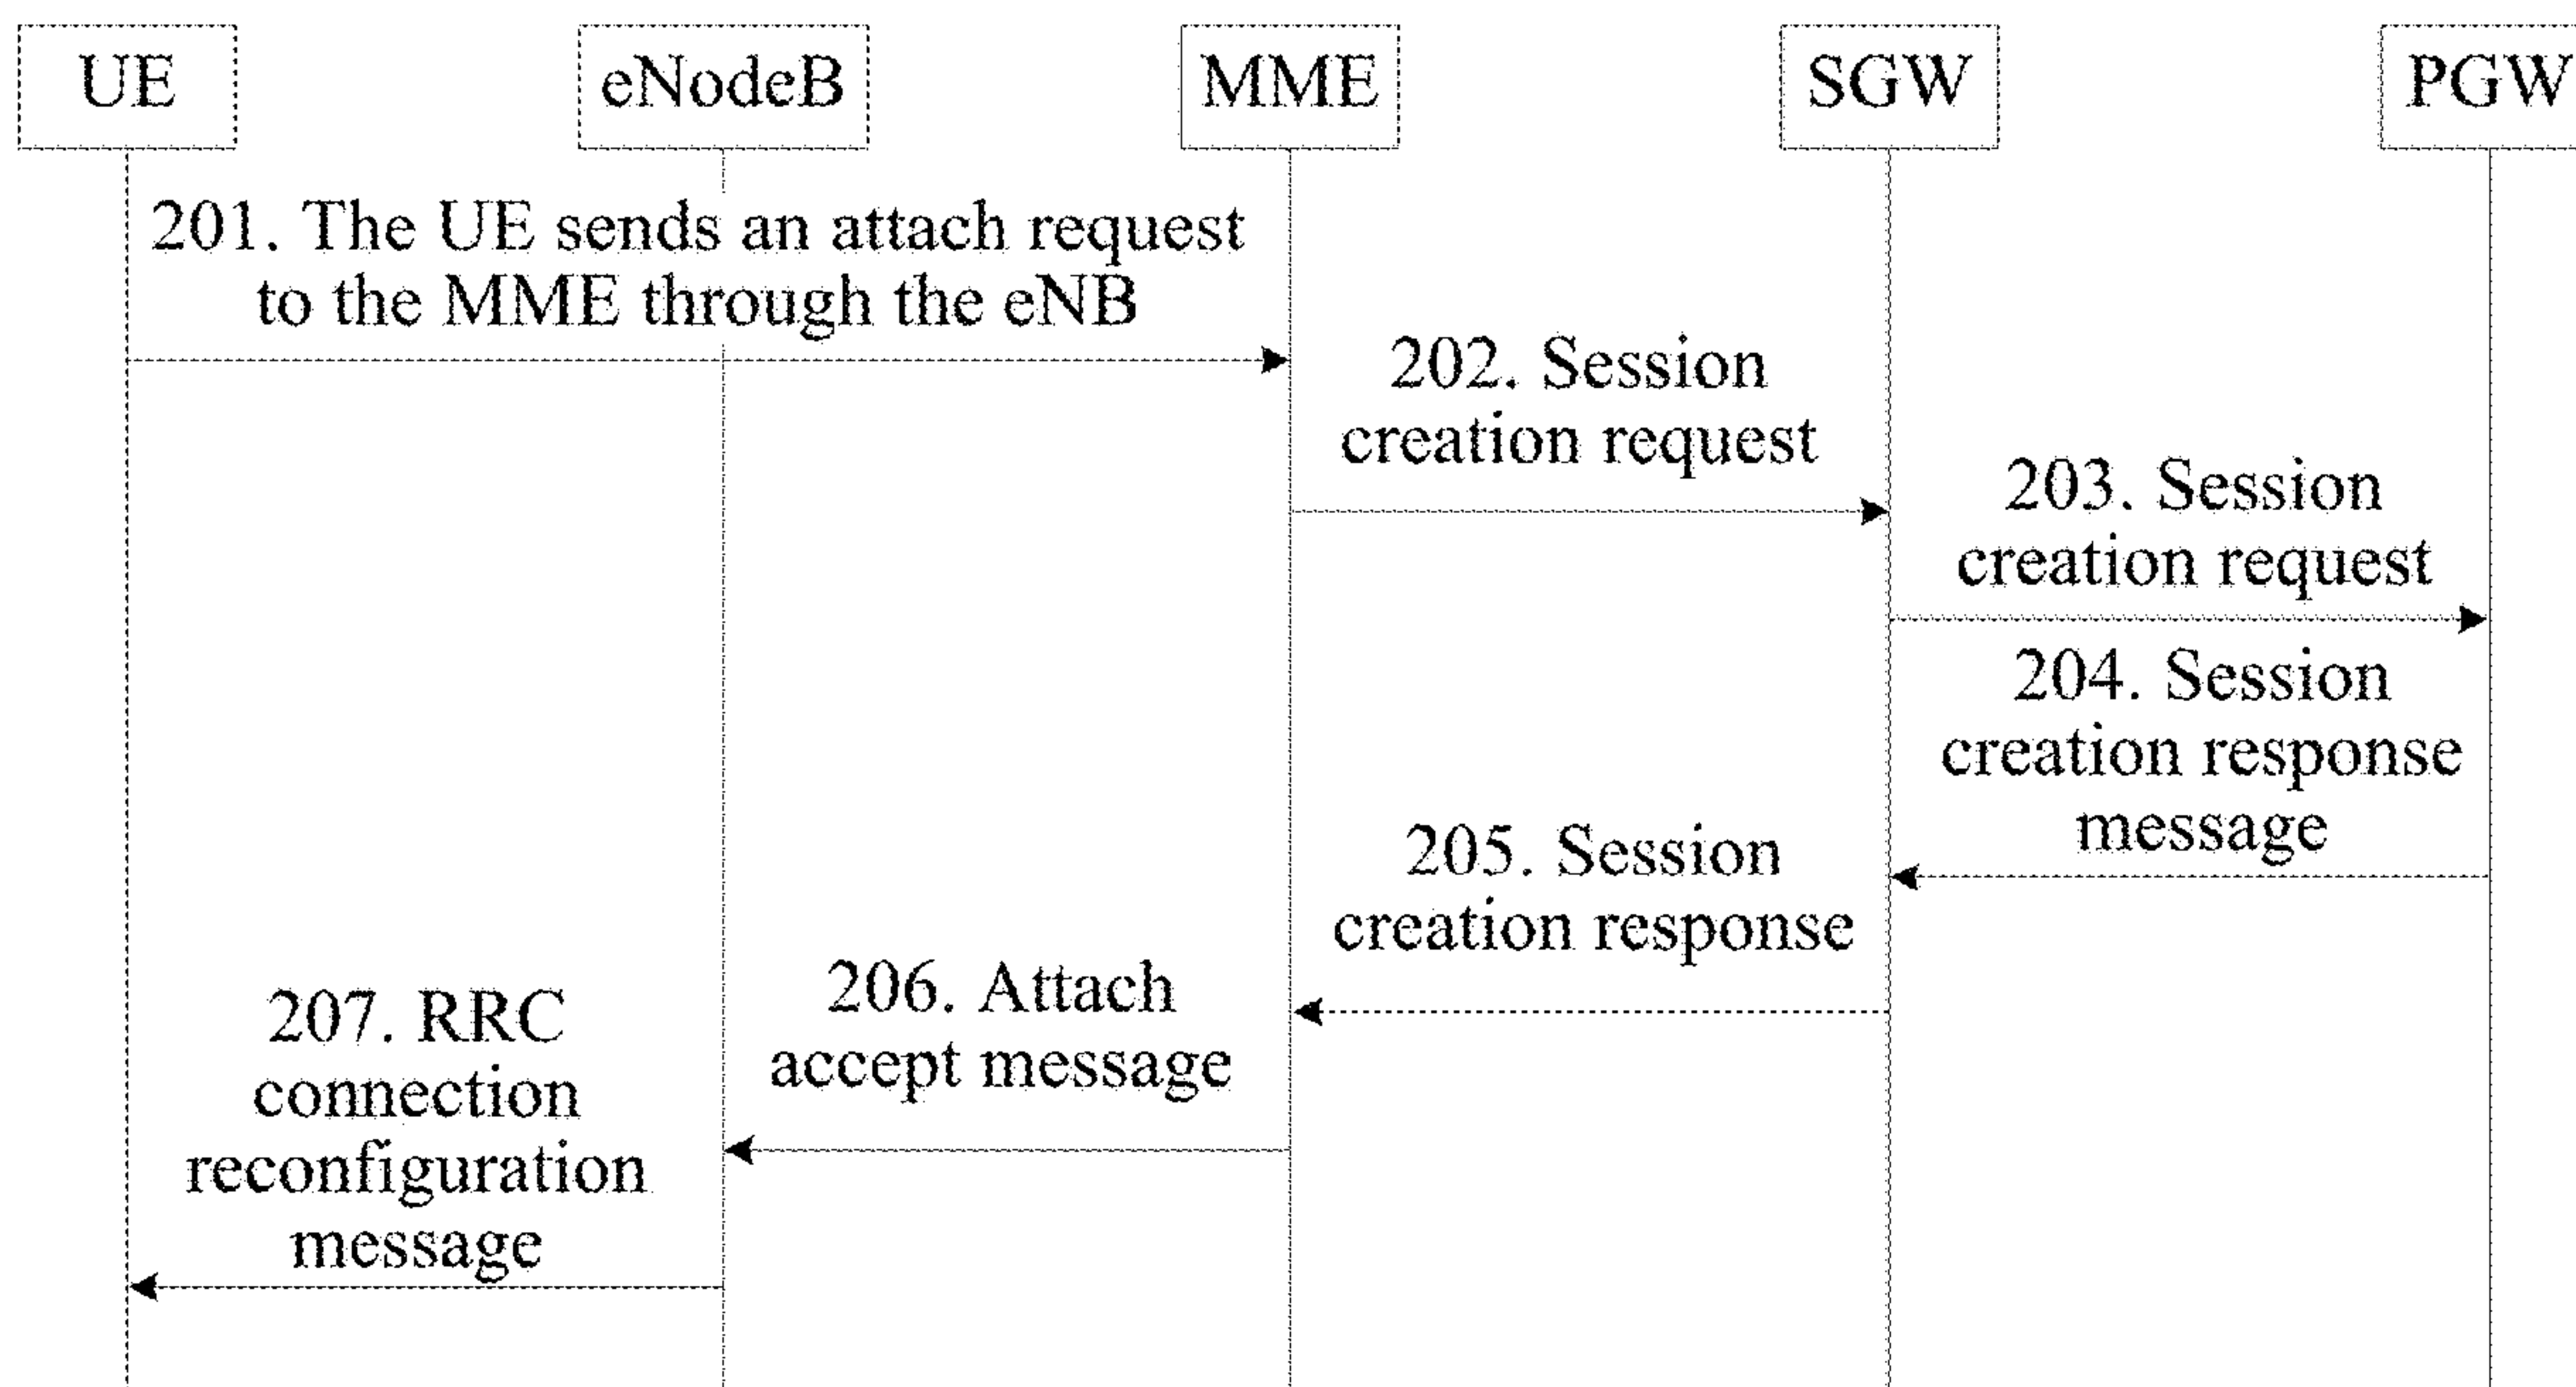 UE
eNodeB
MME
SGW
PGW
201. The UE sends an attach request
to the MME through the eNB
202. Session
creation request
203. Session
creation request
204. Session
creation response
message
205. Session
creation response
206. Attach
accept message
207. RRC
connection
reconfiguration
message